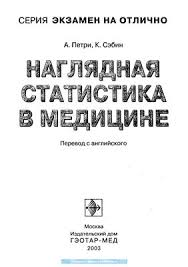 СЕРИЯ ЭКЗАМЕН НА ОТЛИЧНО
А. Петри, К. Сэбин
НАГЛЯДНАЯ
СТАТИСТИКА
В МЕДИЦИНЕ
Перевод с английского
Москва
Издательский дом
ГЭОТАР-МЕД
2003